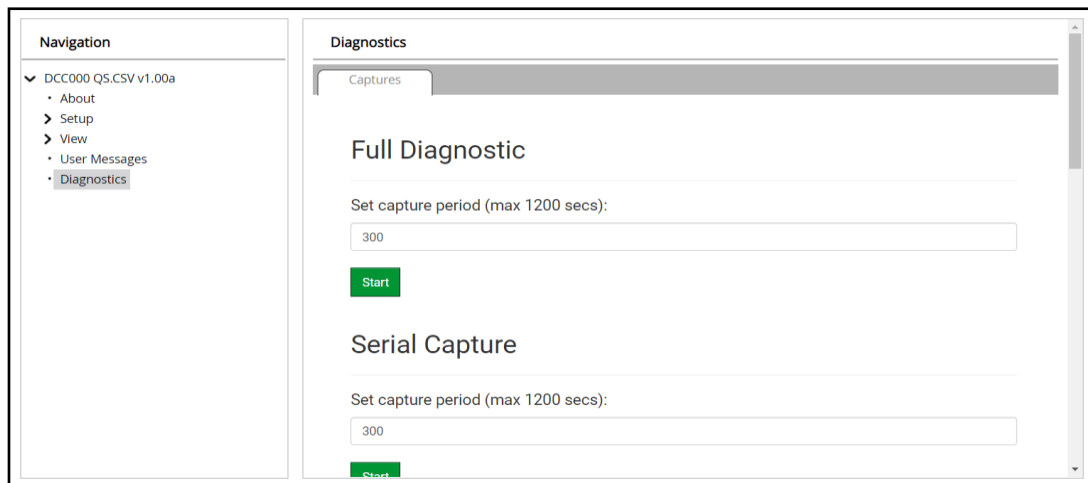 Navigation
DCC000 QS.CSV v1.00a
About
Setup
View
User Messages
Diagnostics
Diagnostics
Captures
Full Diagnostic
Set capture period (max 1200 secs):
300
Start
Serial Capture
Set capture period (max 1200 secs):
300
Start